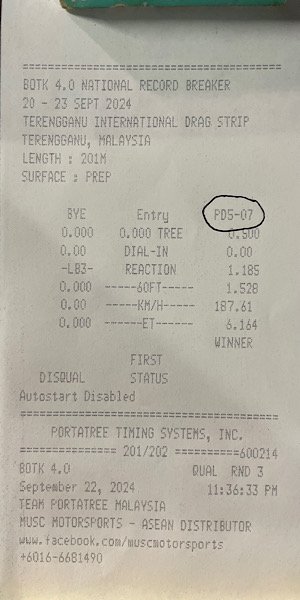 ========================================
BOTK 4.0 NATIONAL RECORD BREAKER
20 - 23 SEPT 2024
TERENGGANU INTERNATIONAL DRAG STRIP
TERENGGANU, MALAYSIA
LENGTH : 201M
SURFACE : PREP
BYE Entry PD5-07
0.000 0.000 TREE 0.500
0.00 DIAL-IN 0.00
-LB3- REACTION 1.185
0.000 -----60FT----- 1.528
0.00 -----KM/H----- 187.61
0.000 ------ET------ 6.164
WINNER
FIRST
DISQUAL STATUS
Autostart Disabled
========================================
PORTATREE TIMING SYSTEMS, INC.
=============== 201/202 ==========600214
BOTK 4.0 QUAL RND 3
September 22, 2024 11:36:33 PM
TEAM PORTATREE MALAYSIA
MUSC MOTORSPORTS - ASEAN DISTRIBUTOR
www.facebook.com/muscmotorsports
+6016-6681490